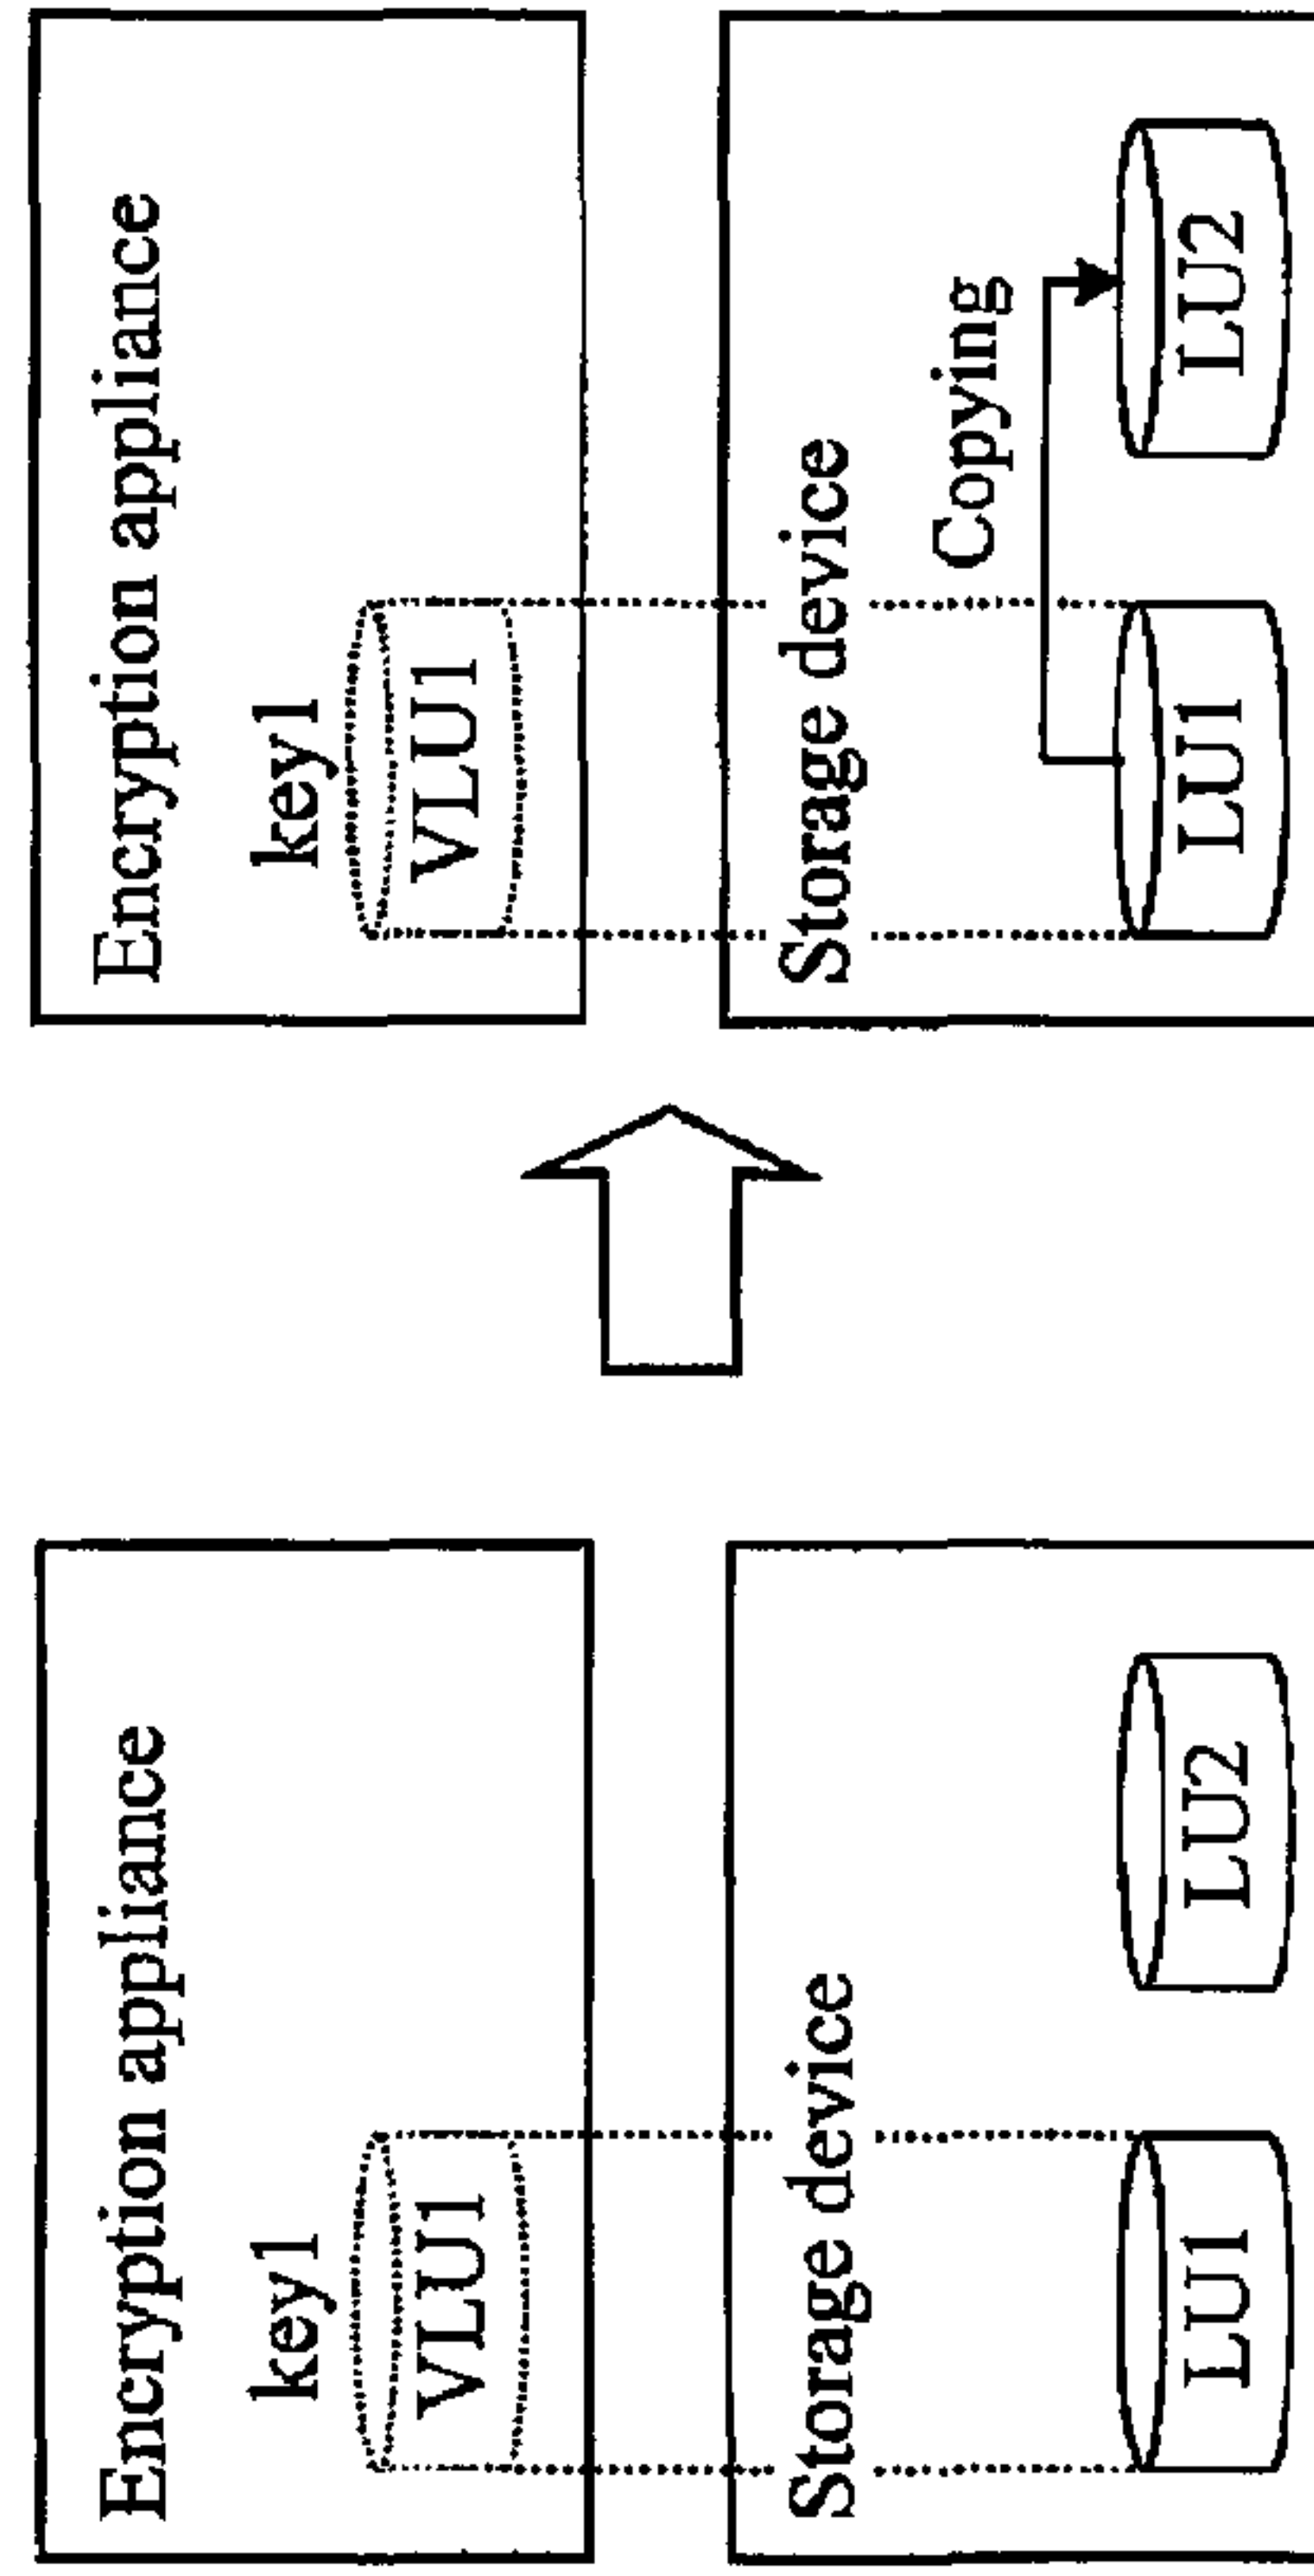 Encryption appliance
key1
VLU1
Storage device
LU1
LU2
Encryption appliance
key1
VLU1
Storage device
Copying
LU1
LU2